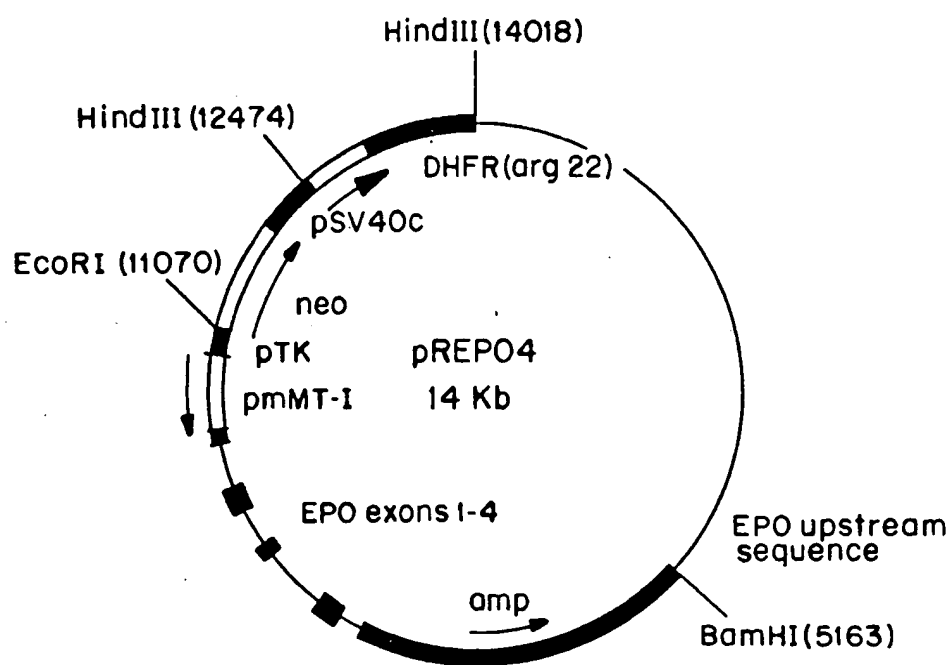 HindIII(14018)
HindIII(12474)
DHFR(arg 22)
pSV40c
EcoRI (11070)
neo
pTK
pREPO4
pmMT-I
14 Kb
EPO exons 1-4
EPO upstream
sequence
amp
BamHI(5163)